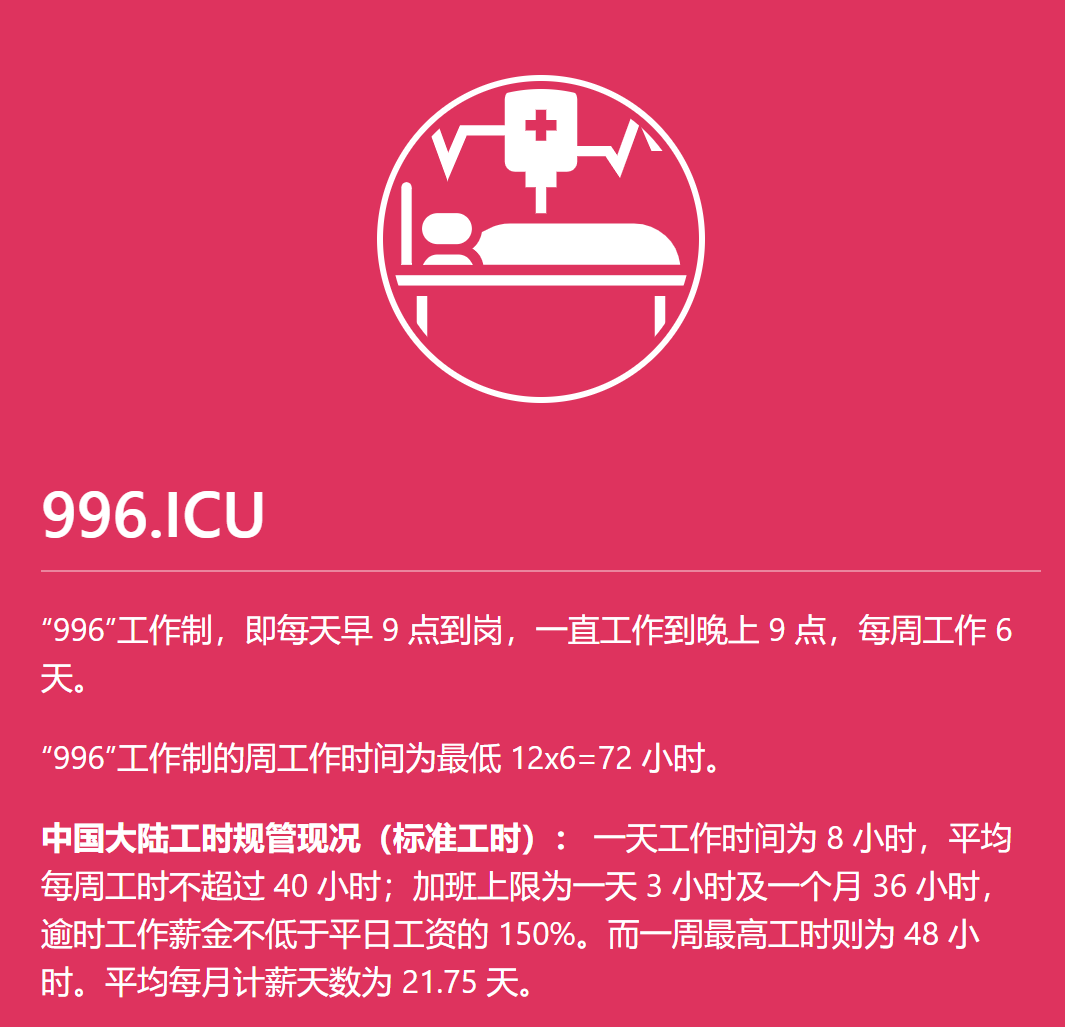 996.ICU
“996”工作制，即每天早 9 点到岗，一直工作到晚上 9 点，每周工作 6
天。
“996”工作制的周工作时间为最低 12x6=72 小时。
中国大陆工时规管现况（标准工时）： 一天工作时间为 8 小时，平均
每周工时不超过 40 小时；加班上限为一天 3 小时及一个月 36 小时，
逾时工作薪金不低于平日工资的 150%。而一周最高工时则为 48 小
时。平均每月计薪天数为 21.75 天。